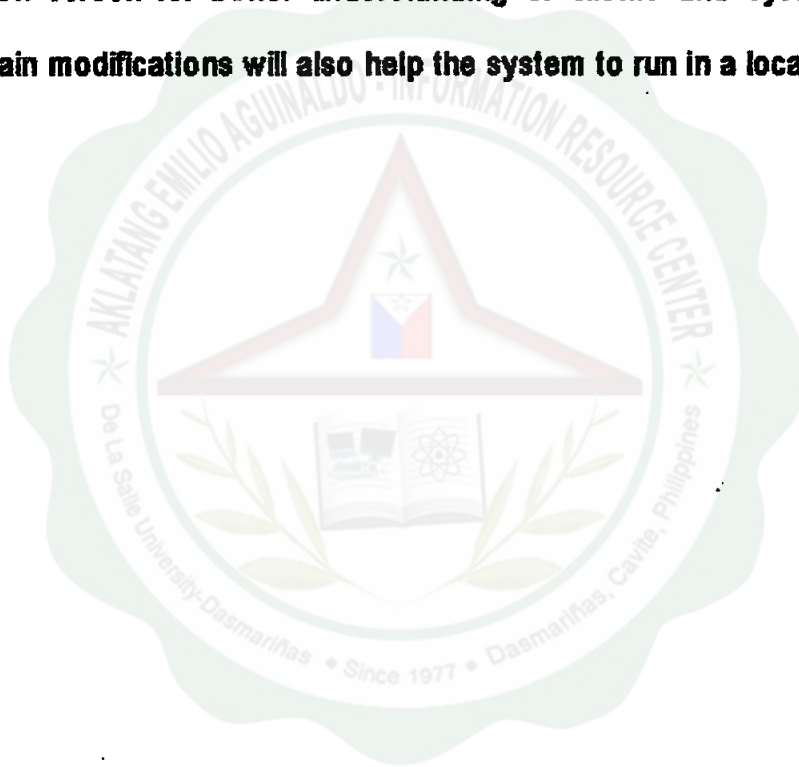 ain modifications will also help the system to run in a loca
AKLATANG EMILIO AGUINALDO - INFORMATION RESOURCE CENTER
De La Salle University-Dasmariñas • Since 1977 • Dasmariñas, Cavite, Philippines